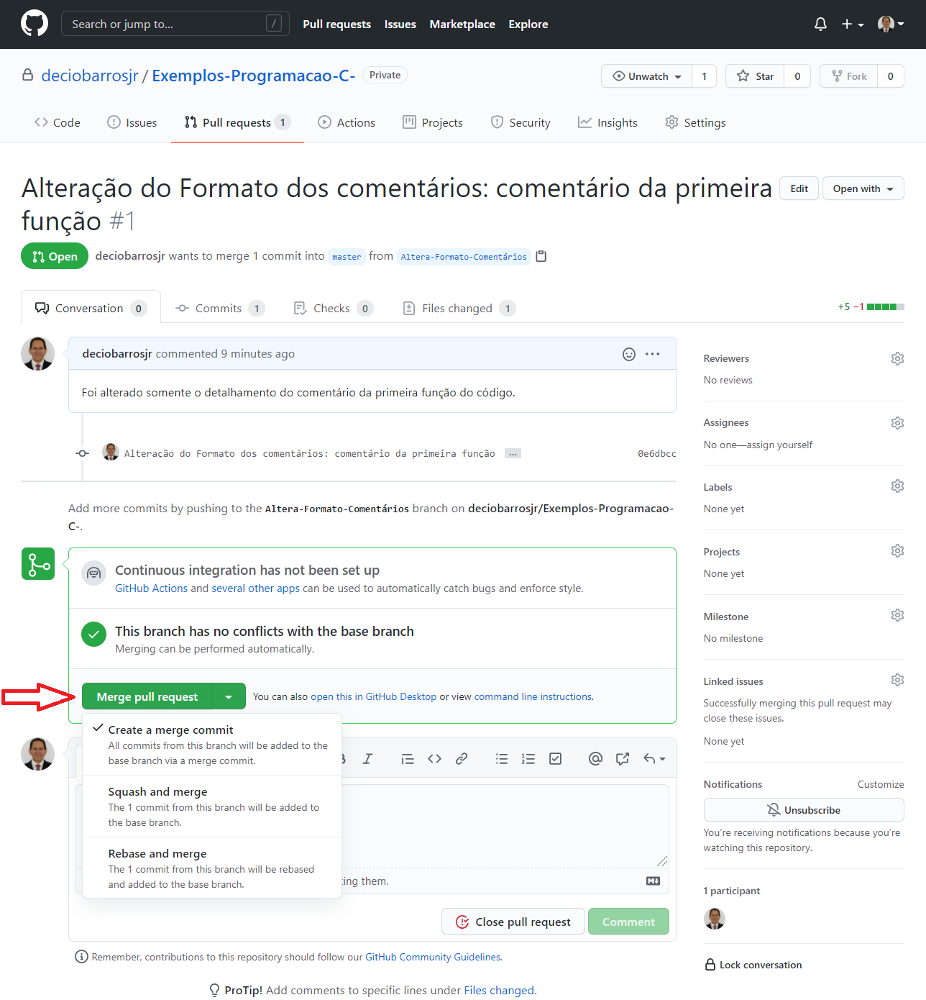 Search or jump to... /
Pull requests Issues Marketplace Explore
deciobarrosjr / Exemplos-Programacao-C- Private
Unwatch 1 Star 0 Fork 0
Code Issues Pull requests 1 Actions Projects Security Insights Settings
Alteração do Formato dos comentários: comentário da primeira
função #1
Edit Open with
Open deciobarrosjr wants to merge 1 commit into master from Altera-Formato-Comentários
Conversation 0 Commits 1 Checks 0 Files changed 1
+5 −1
deciobarrosjr commented 9 minutes ago
Foi alterado somente o detalhamento do comentário da primeira função do código.
Alteração do Formato dos comentários: comentário da primeira função ... 0e6dbcc
Add more commits by pushing to the Altera-Formato-Comentários branch on deciobarrosjr/Exemplos-Programacao-
C-.
Continuous integration has not been set up
GitHub Actions and several other apps can be used to automatically catch bugs and enforce style.
This branch has no conflicts with the base branch
Merging can be performed automatically.
Merge pull request You can also open this in GitHub Desktop or view command line instructions.
Create a merge commit
All commits from this branch will be added to the
base branch via a merge commit.
Squash and merge
The 1 commit from this branch will be added to
the base branch.
Rebase and merge
The 1 commit from this branch will be rebased
and added to the base branch.
them.
Close pull request Comment
Remember, contributions to this repository should follow our GitHub Community Guidelines.
ProTip! Add comments to specific lines under Files changed.
Reviewers
No reviews
Assignees
No one—assign yourself
Labels
None yet
Projects
None yet
Milestone
No milestone
Linked issues
Successfully merging this pull request may
close these issues.
None yet
Notifications Customize
Unsubscribe
You're receiving notifications because you're
watching this repository.
1 participant
Lock conversation